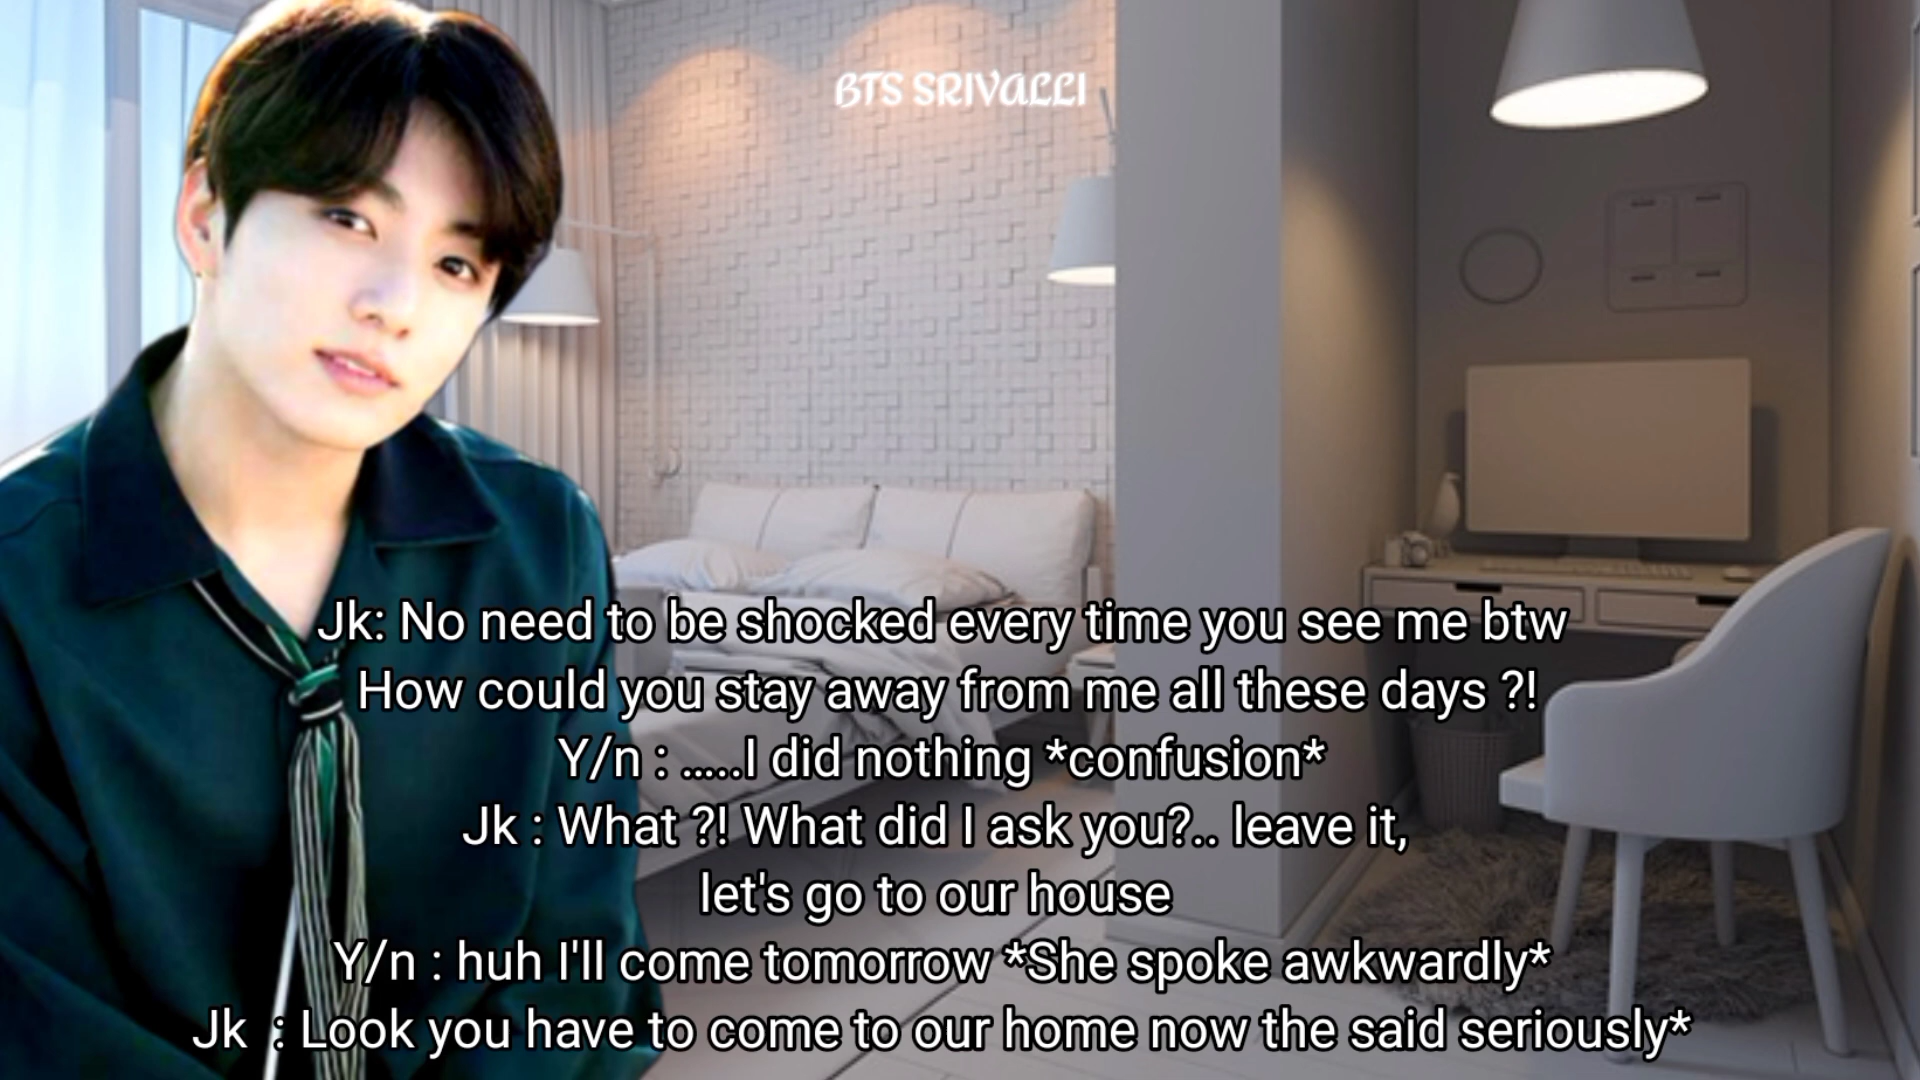 BTS SRIVALLI
Jk: No need to be shocked every time you see me btw
How could you stay away from me all these days ?!
Y/n : .....I did nothing *confusion*
Jk : What ?! What did I ask you?.. leave it,
let's go to our house
Y/n : huh I'll come tomorrow *She spoke awkwardly*
Jk : Look you have to come to our home now the said seriously*